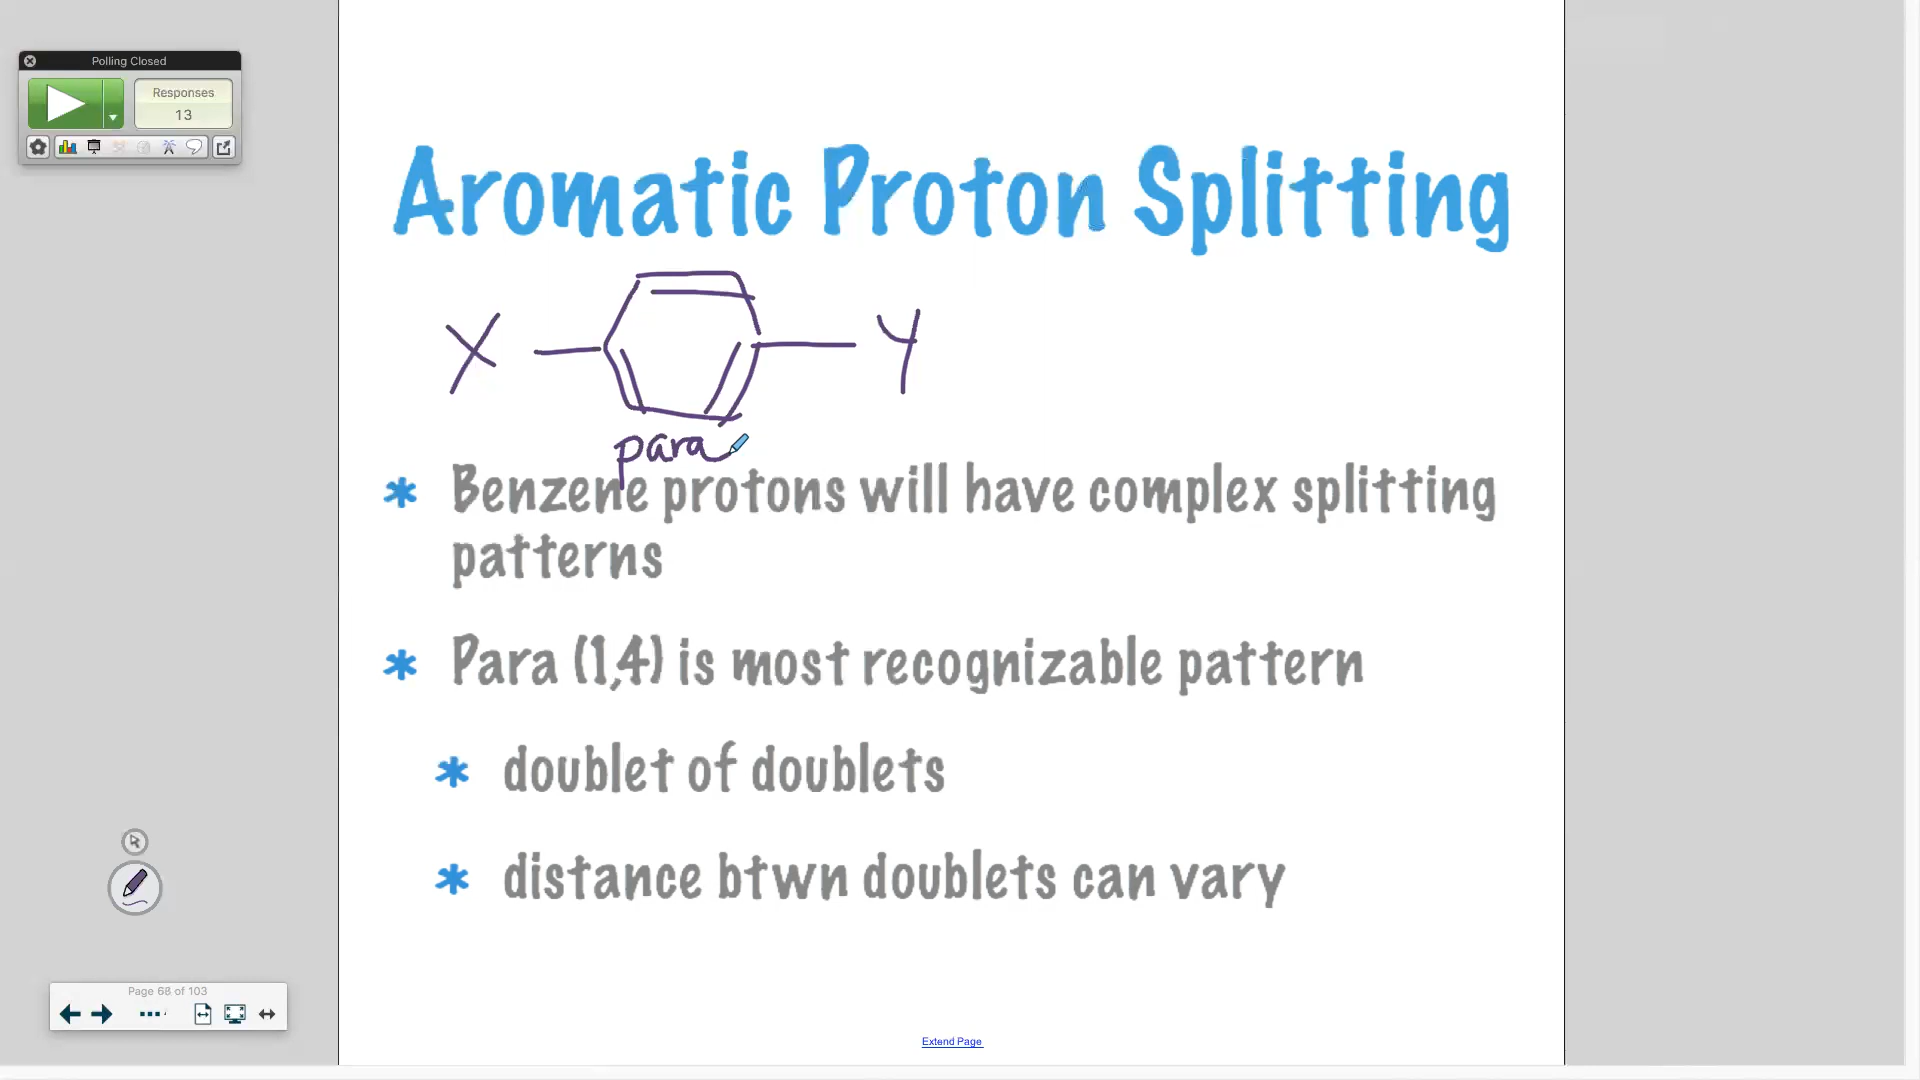 Polling Closed
Responses
13
Aromatic Proton Splitting
X
Y
para
* Benzene protons will have complex splitting
patterns
* Para (1,4) is most recognizable pattern
* doublet of doublets
* distance btwn doublets can vary
Page 68 of 103
Extend Page